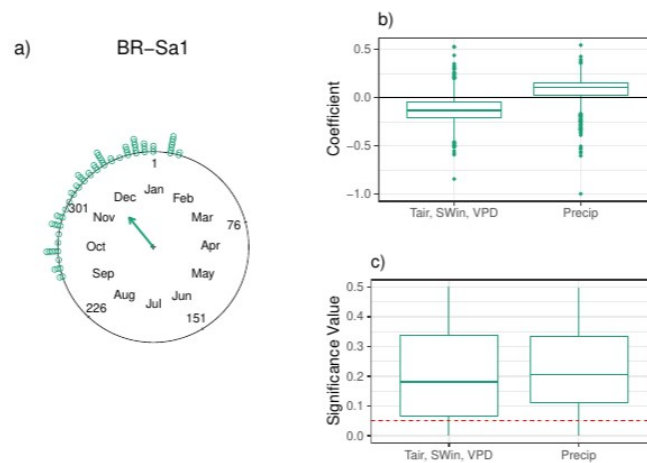 a)
BR−Sa1
1
Jan
Feb
Mar
76
Apr
May
Jun
151
Jul
Aug
226
Sep
Oct
Nov
301
Dec
b)
Coefficient
0.5
0.0
−0.5
−1.0
Tair, SWin, VPD
Precip
c)
Significance Value
0.5
0.4
0.3
0.2
0.1
0.0
Tair, SWin, VPD
Precip